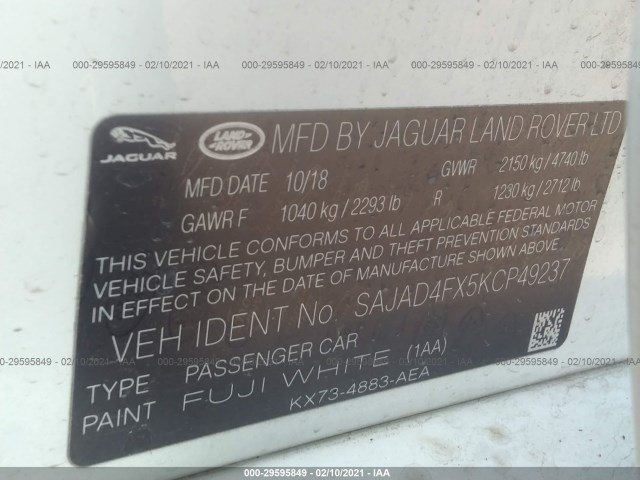 02/10/2021 - IAA 000-29595849 - 02/10/2021 - IAA 000-29595849 - 02/10/2021 - IAA 000-29595849 - 02/10/2021
JAGUAR LAND ROVER MFD BY JAGUAR LAND ROVER LTD
MFD DATE 10/18 GVWR 2150 kg / 4740 lb
GAWR F 1040 kg / 2293 lb R 1230 kg / 2712 lb
THIS VEHICLE CONFORMS TO ALL APPLICABLE FEDERAL MOTOR
VEHICLE SAFETY, BUMPER AND THEFT PREVENTION STANDARDS
IN EFFECT ON THE DATE OF MANUFACTURE SHOWN ABOVE.
VEH IDENT No. SAJAD4FX5KCP49237
TYPE PASSENGER CAR
PAINT FUJI WHITE (1AA)
KX73-4883-AEA
02/10/2021 - IAA 000-29595849 - 02/10/2021 - IAA 000-29595849 - 02/10/2021 - IAA 000-29595849 - 02/10/2021
000-29595849 - 02/10/2021 - IAA